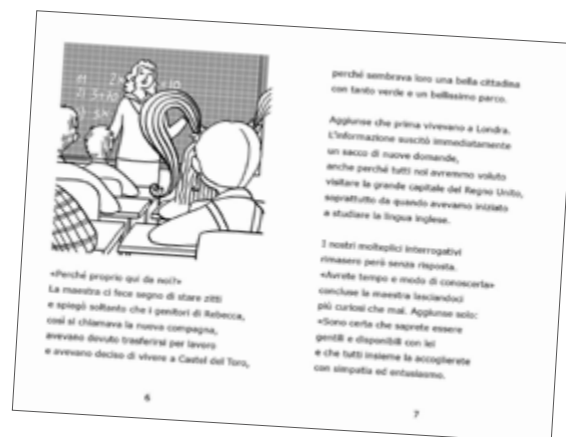 «Perché proprio qui da noi?»
La maestra ci fece segno di stare zitti
e spiegò soltanto che i genitori di Rebecca,
così si chiamava la nuova compagna,
avevano dovuto trasferirsi per lavoro
e avevano deciso di vivere a Castel del Toro,
6
perché sembrava loro una bella cittadina
con tanto verde e un bellissimo parco.
Aggiunse che prima vivevano a Londra.
L'informazione suscitò immediatamente
un sacco di nuove domande,
anche perché tutti noi avremmo voluto
visitare la grande capitale del Regno Unito,
soprattutto da quando avevamo iniziato
a studiare la lingua inglese.
I nostri molteplici interrogativi
rimasero però senza risposta.
«Avrete tempo e modo di conoscerla»
concluse la maestra lasciandoci
più curiosi che mai. Aggiunse solo:
«Sono certa che saprete essere
gentili e disponibili con lei
e che tutti insieme la accoglierete
con simpatia ed entusiasmo.
7